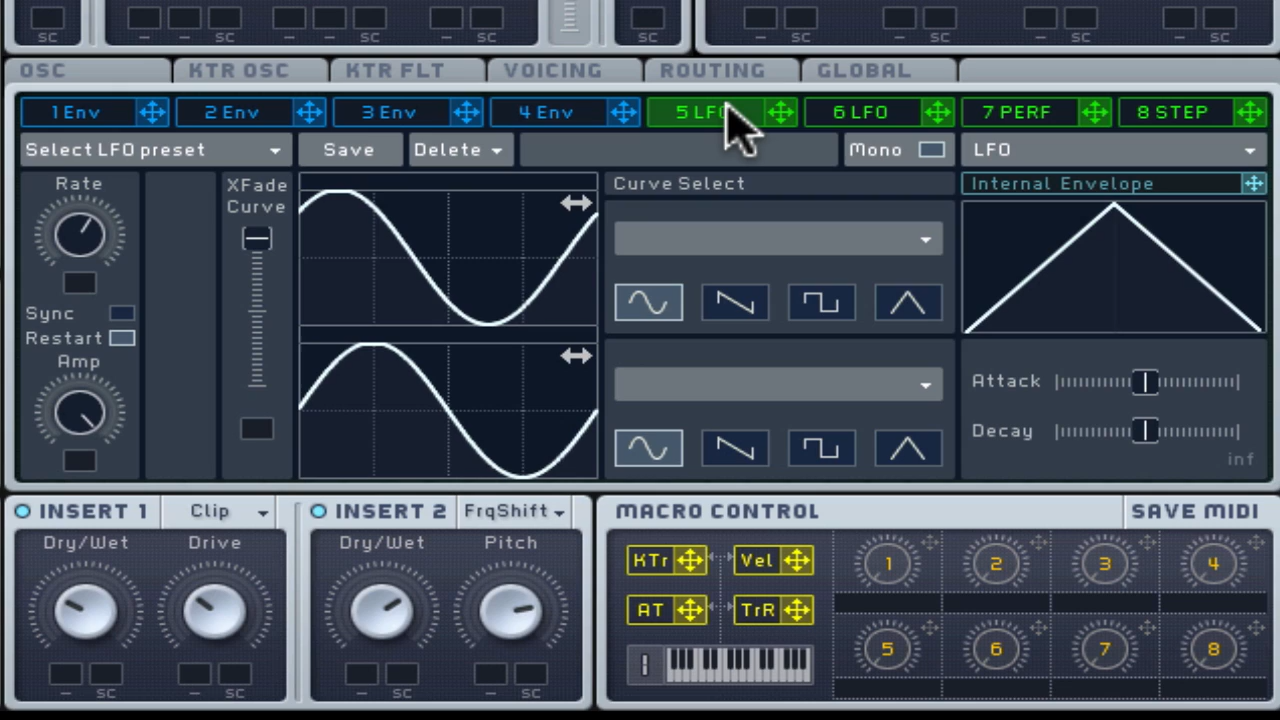 SC – – SC – – SC – SC SC – SC – SC – SC – SC
OSC KTR OSC KTR FLT VOICING ROUTING GLOBAL
1 Env 2 Env 3 Env 4 Env 5 LFO 6 LFO 7 PERF 8 STEP
Select LFO preset Save Delete Mono LFO
Rate XFade Curve Curve Select Internal Envelope
Sync
Restart
Amp
Attack
Decay
inf
INSERT 1 Clip INSERT 2 FrqShift MACRO CONTROL SAVE MIDI
Dry/Wet Drive Dry/Wet Pitch
KTr Vel 1 2 3 4
AT TrR
5 6 7 8
– SC – SC – SC – SC